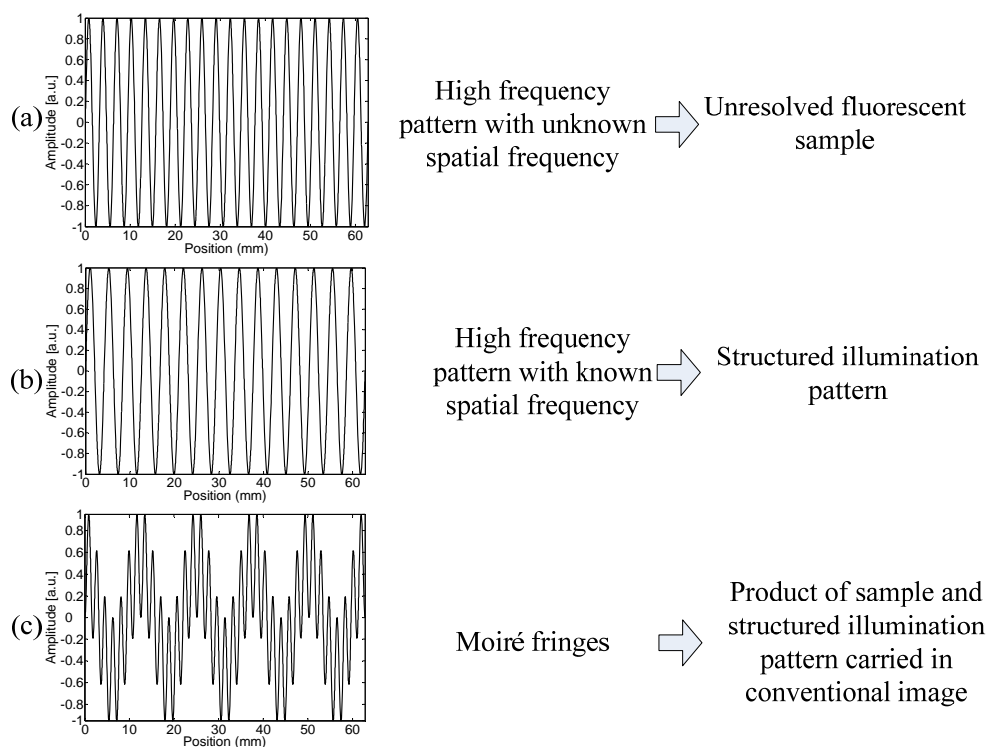 (a)
Amplitude [a.u.]
1
0.8
0.6
0.4
0.2
0
-0.2
-0.4
-0.6
-0.8
-1
0 10 20 30 40 50 60
Position (mm)
High frequency
pattern with unknown
spatial frequency
Unresolved fluorescent
sample
(b)
Amplitude [a.u.]
1
0.8
0.6
0.4
0.2
0
-0.2
-0.4
-0.6
-0.8
-1
0 10 20 30 40 50 60
Position (mm)
High frequency
pattern with known
spatial frequency
Structured illumination
pattern
(c)
Amplitude [a.u.]
1
0.8
0.6
0.4
0.2
0
-0.2
-0.4
-0.6
-0.8
-1
0 10 20 30 40 50 60
Position (mm)
Moiré fringes
Product of sample and
structured illumination
pattern carried in
conventional image